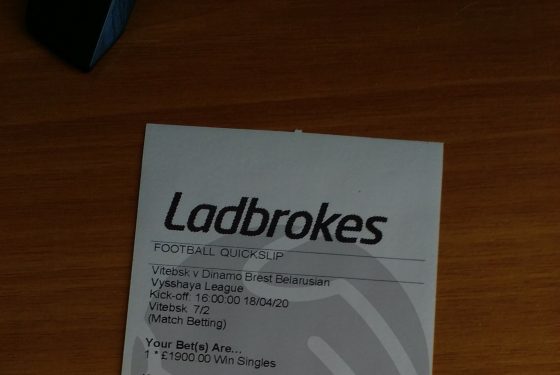 Ladbrokes
FOOTBALL QUICKSLIP
Vitebsk v Dinamo Brest Belarusian
Vysshaya League
Kick-off: 16:00:00 18/04/20
Vitebsk 7/2
(Match Betting)
Your Bet(s) Are...
1 * £1900.00 Win Singles